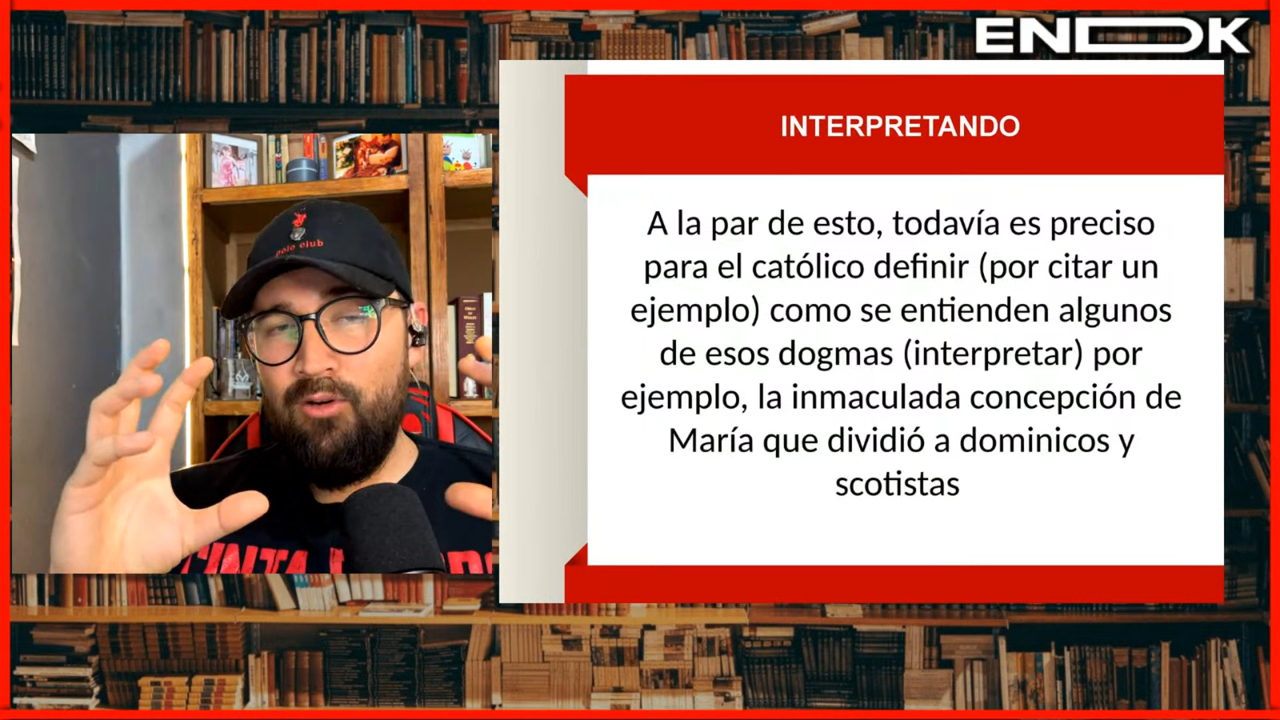 ENDK
INTERPRETANDO
A la par de esto, todavía es preciso
para el católico definir (por citar un
ejemplo) como se entienden algunos
de esos dogmas (interpretar) por
ejemplo, la inmaculada concepción de
María que dividió a dominicos y
scotistas
polo club